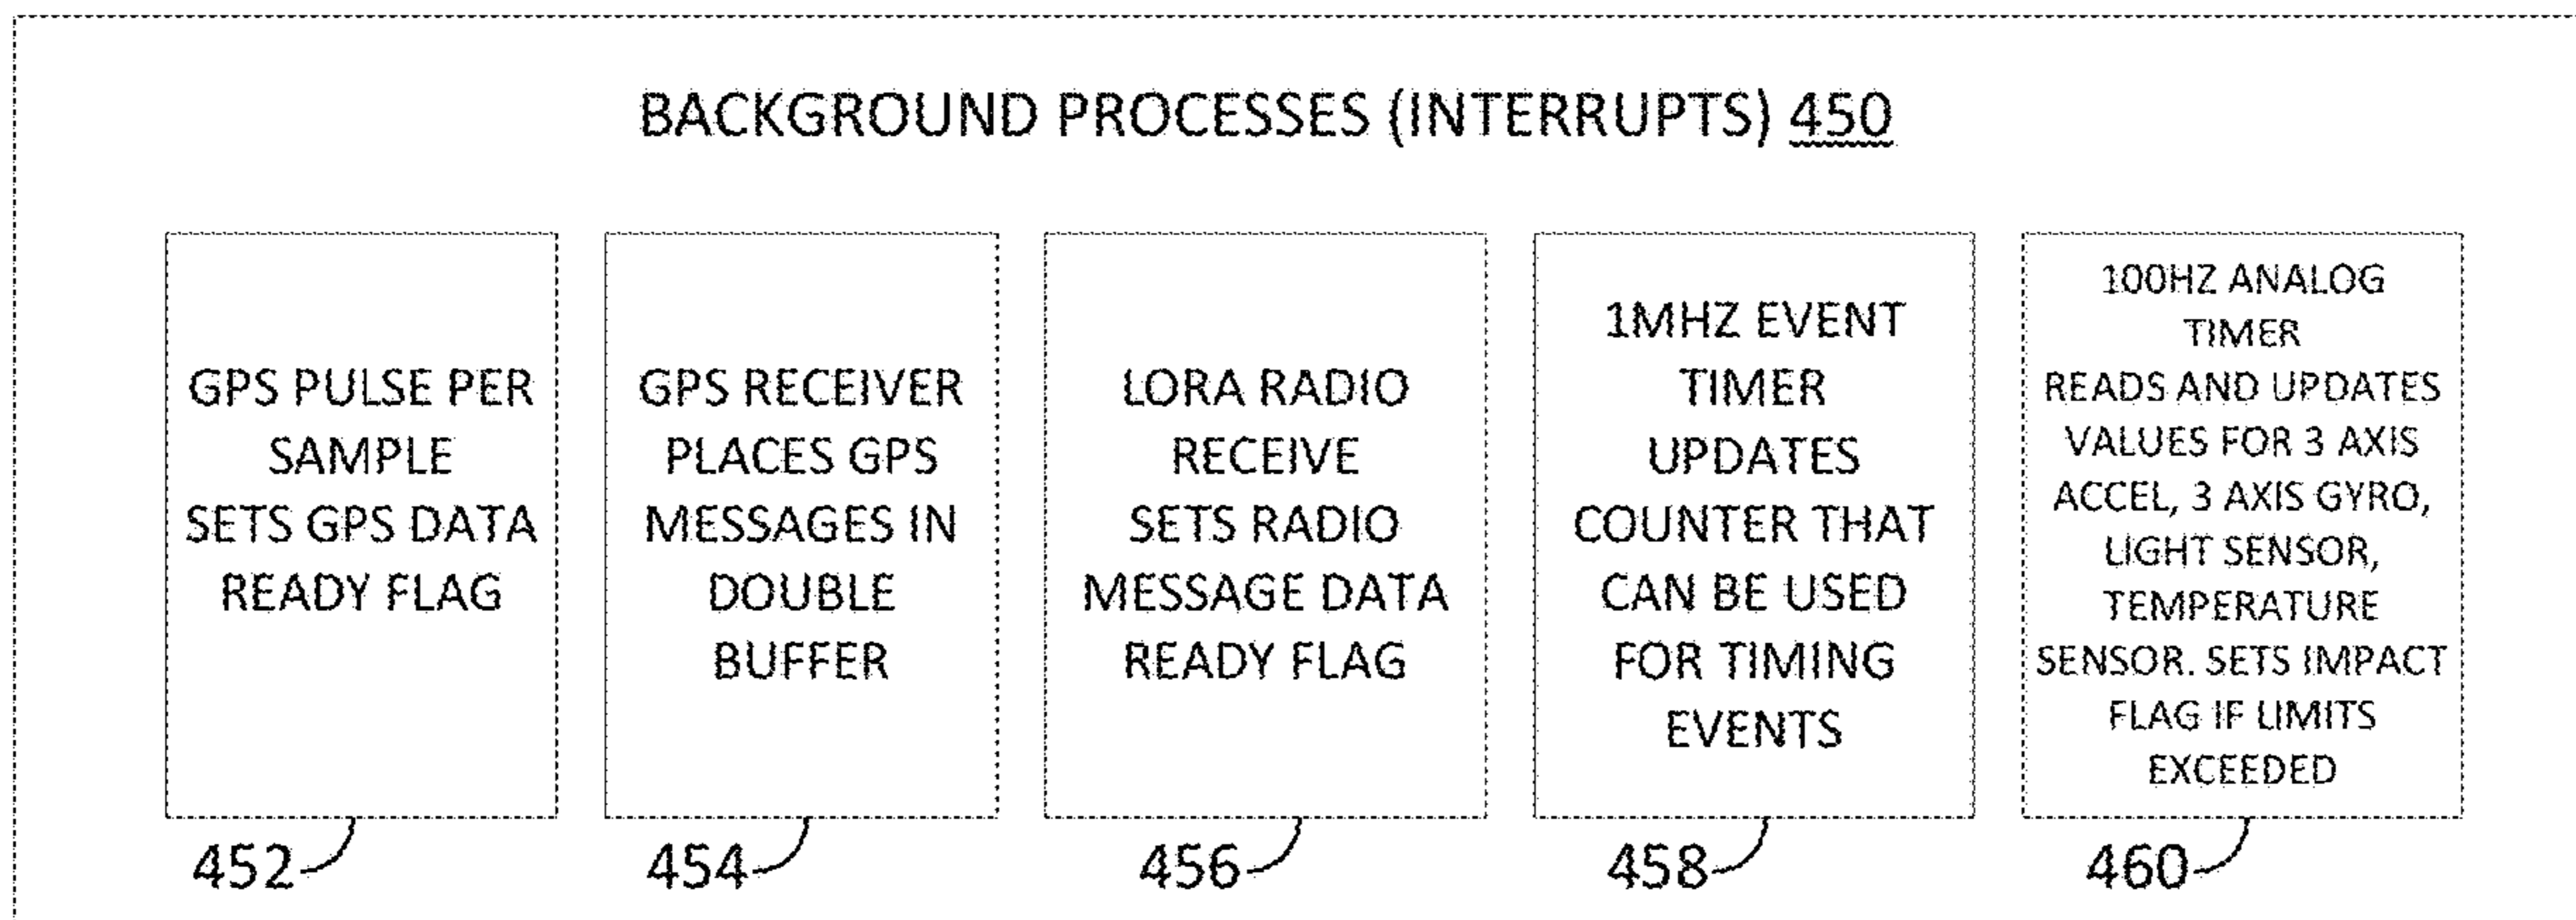 BACKGROUND PROCESSES (INTERRUPTS) 450
GPS PULSE PER
SAMPLE
SETS GPS DATA
READY FLAG
GPS RECEIVER
PLACES GPS
MESSAGES IN
DOUBLE
BUFFER
LORA RADIO
RECEIVE
SETS RADIO
MESSAGE DATA
READY FLAG
1MHZ EVENT
TIMER
UPDATES
COUNTER THAT
CAN BE USED
FOR TIMING
EVENTS
100HZ ANALOG
TIMER
READS AND UPDATES
VALUES FOR 3 AXIS
ACCEL, 3 AXIS GYRO,
LIGHT SENSOR,
TEMPERATURE
SENSOR. SETS IMPACT
FLAG IF LIMITS
EXCEEDED
452
454
456
458
460